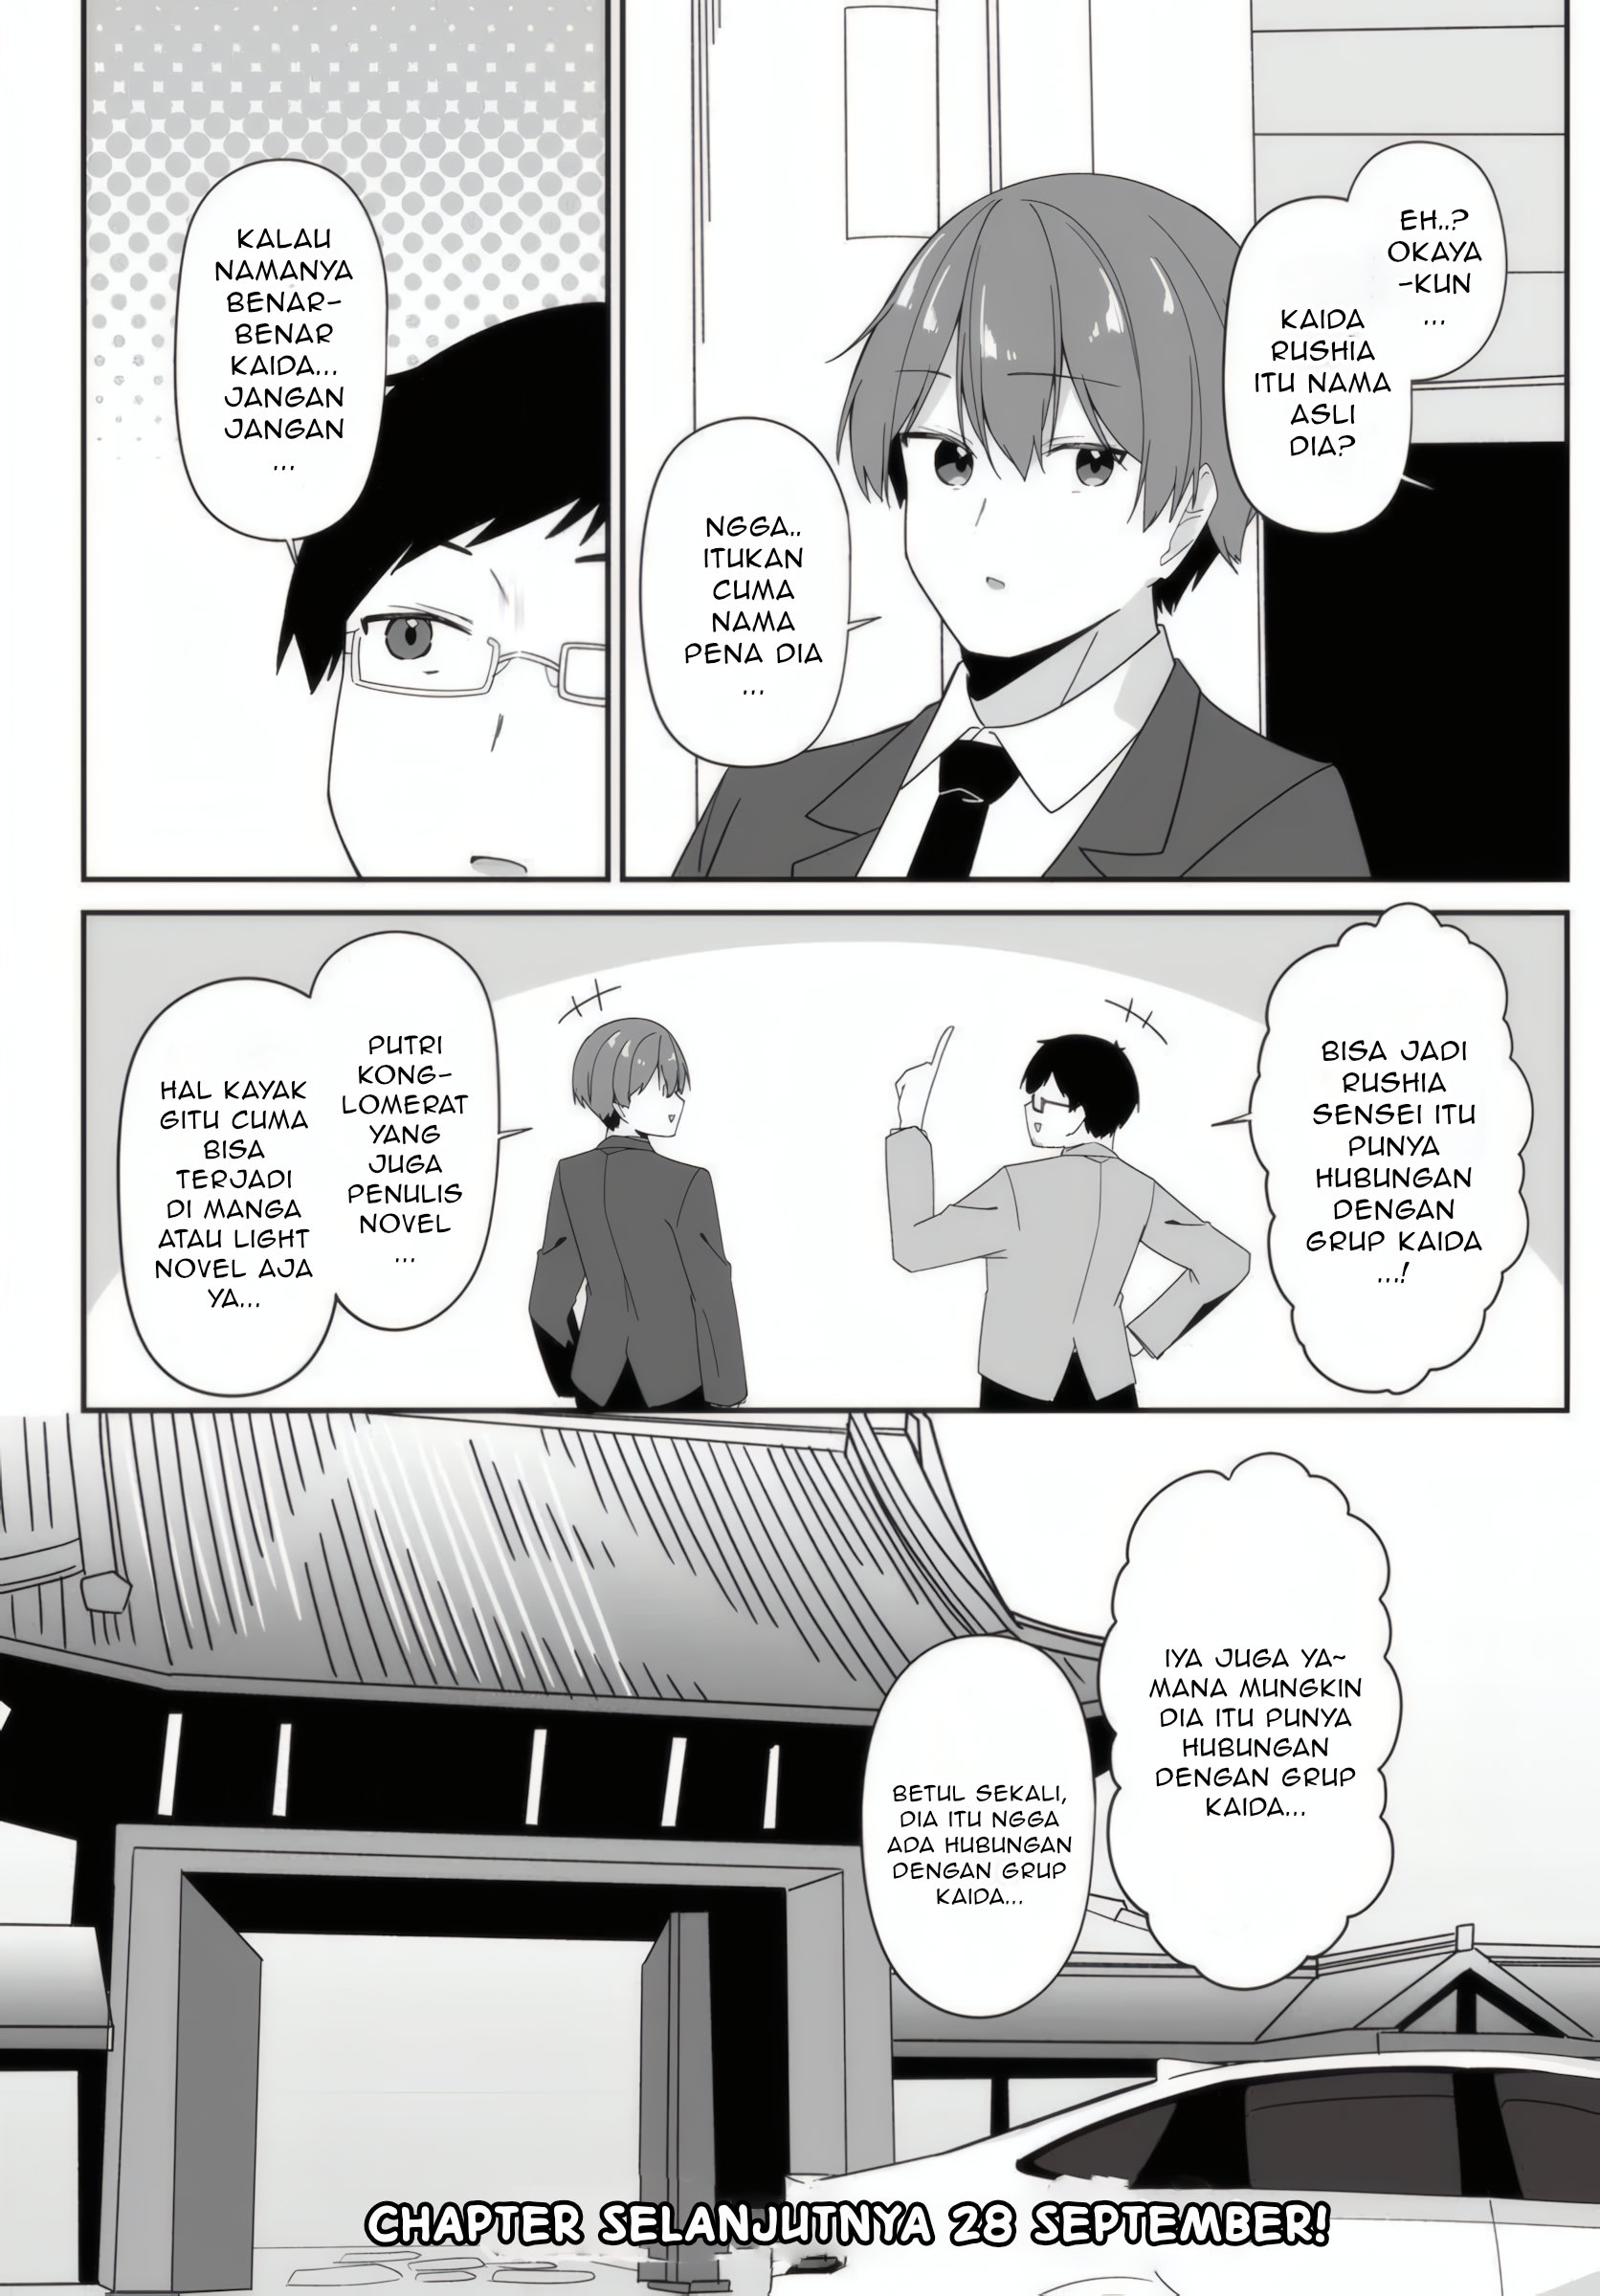 EH..?
OKAYA
-KUN
...
KAIDA
RUSHIA
ITU NAMA
ASLI
DIA?
NGGA..
ITUKAN
CUMA
NAMA
PENA DIA
...
KALAU
NAMANYA
BENAR-
BENAR
KAIDA...
JANGAN
JANGAN
...
BISA JADI
RUSHIA
SENSEI ITU
PUNYA
HUBUNGAN
DENGAN
GRUP KAIDA
...!
PUTRI
KONG-
LOMERAT
YANG
JUGA
PENULIS
NOVEL
...
HAL KAYAK
GITU CUMA
BISA
TERJADI
DI MANGA
ATAU LIGHT
NOVEL AJA
YA...
IYA JUGA YA~
MANA MUNGKIN
DIA ITU PUNYA
HUBUNGAN
DENGAN GRUP
KAIDA...
BETUL SEKALI,
DIA ITU NGGA
ADA HUBUNGAN
DENGAN GRUP
KAIDA...
CHAPTER SELANJUTNYA 28 SEPTEMBER!